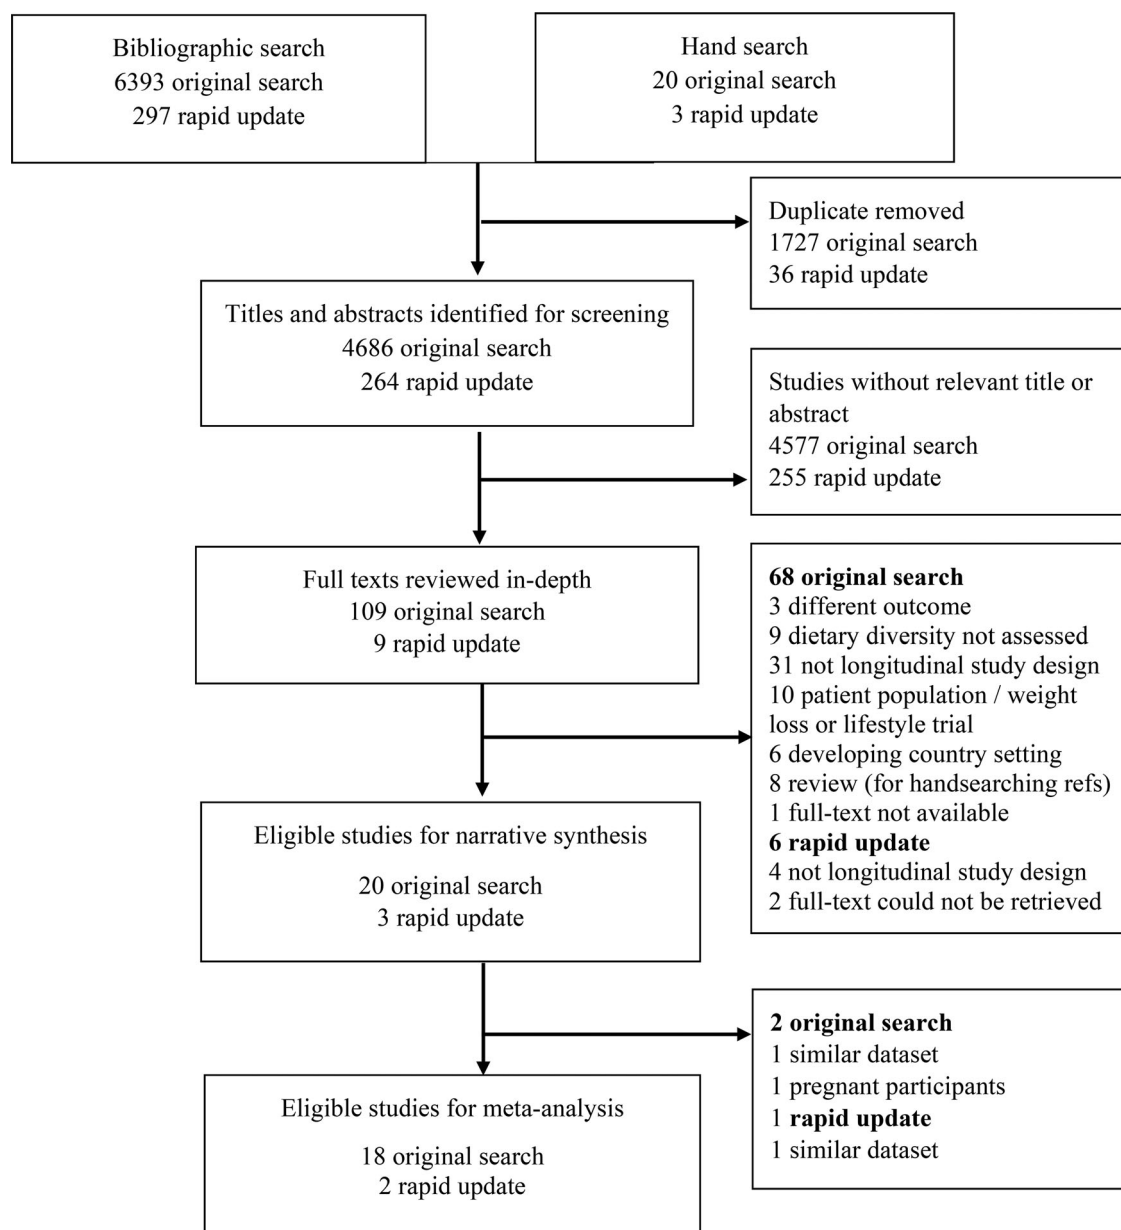 Bibliographic search
6393 original search
297 rapid update
Hand search
20 original search
3 rapid update
Duplicate removed
1727 original search
36 rapid update
Titles and abstracts identified for screening
4686 original search
264 rapid update
Studies without relevant title or
abstract
4577 original search
255 rapid update
Full texts reviewed in-depth
109 original search
9 rapid update
68 original search
3 different outcome
9 dietary diversity not assessed
31 not longitudinal study design
10 patient population / weight
loss or lifestyle trial
6 developing country setting
8 review (for handsearching refs)
1 full-text not available
6 rapid update
4 not longitudinal study design
2 full-text could not be retrieved
Eligible studies for narrative synthesis
20 original search
3 rapid update
2 original search
1 similar dataset
1 pregnant participants
1 rapid update
1 similar dataset
Eligible studies for meta-analysis
18 original search
2 rapid update